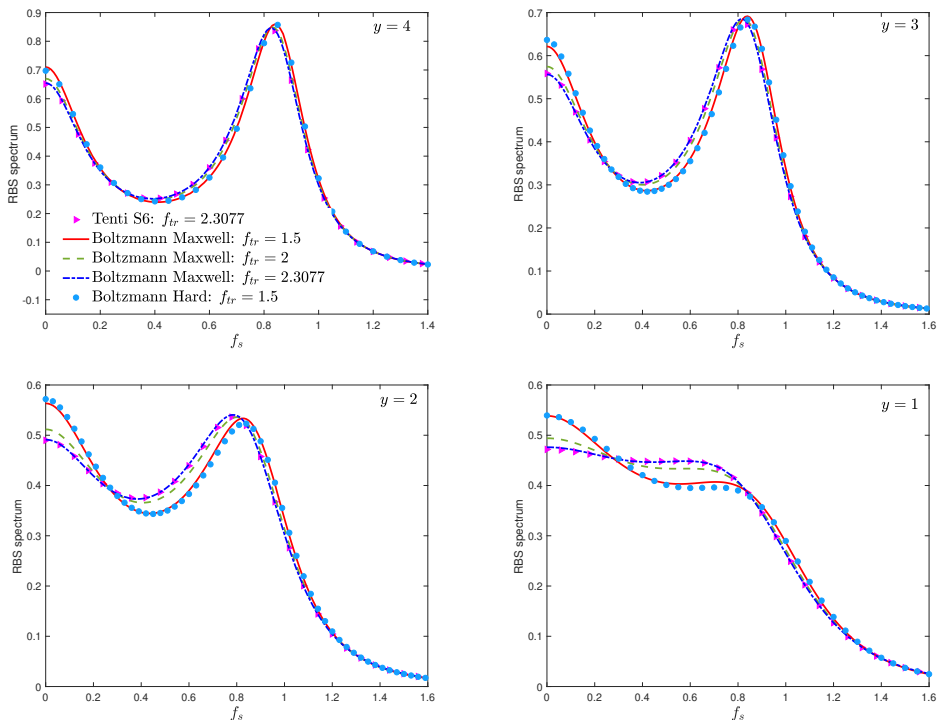 y = 4
RBS spectrum
0.9
0.8
0.7
0.6
0.5
0.4
0.3
0.2
0.1
0
-0.1
Tenti S6: f_tr = 2.3077
Boltzmann Maxwell: f_tr = 1.5
Boltzmann Maxwell: f_tr = 2
Boltzmann Maxwell: f_tr = 2.3077
Boltzmann Hard: f_tr = 1.5
0 0.2 0.4 0.6 0.8 1 1.2 1.4
f_s
y = 3
RBS spectrum
0.7
0.6
0.5
0.4
0.3
0.2
0.1
0
0 0.2 0.4 0.6 0.8 1 1.2 1.4 1.6
f_s
y = 2
RBS spectrum
0.6
0.5
0.4
0.3
0.2
0.1
0
0 0.2 0.4 0.6 0.8 1 1.2 1.4 1.6
f_s
y = 1
RBS spectrum
0.6
0.5
0.4
0.3
0.2
0.1
0
0 0.2 0.4 0.6 0.8 1 1.2 1.4 1.6
f_s